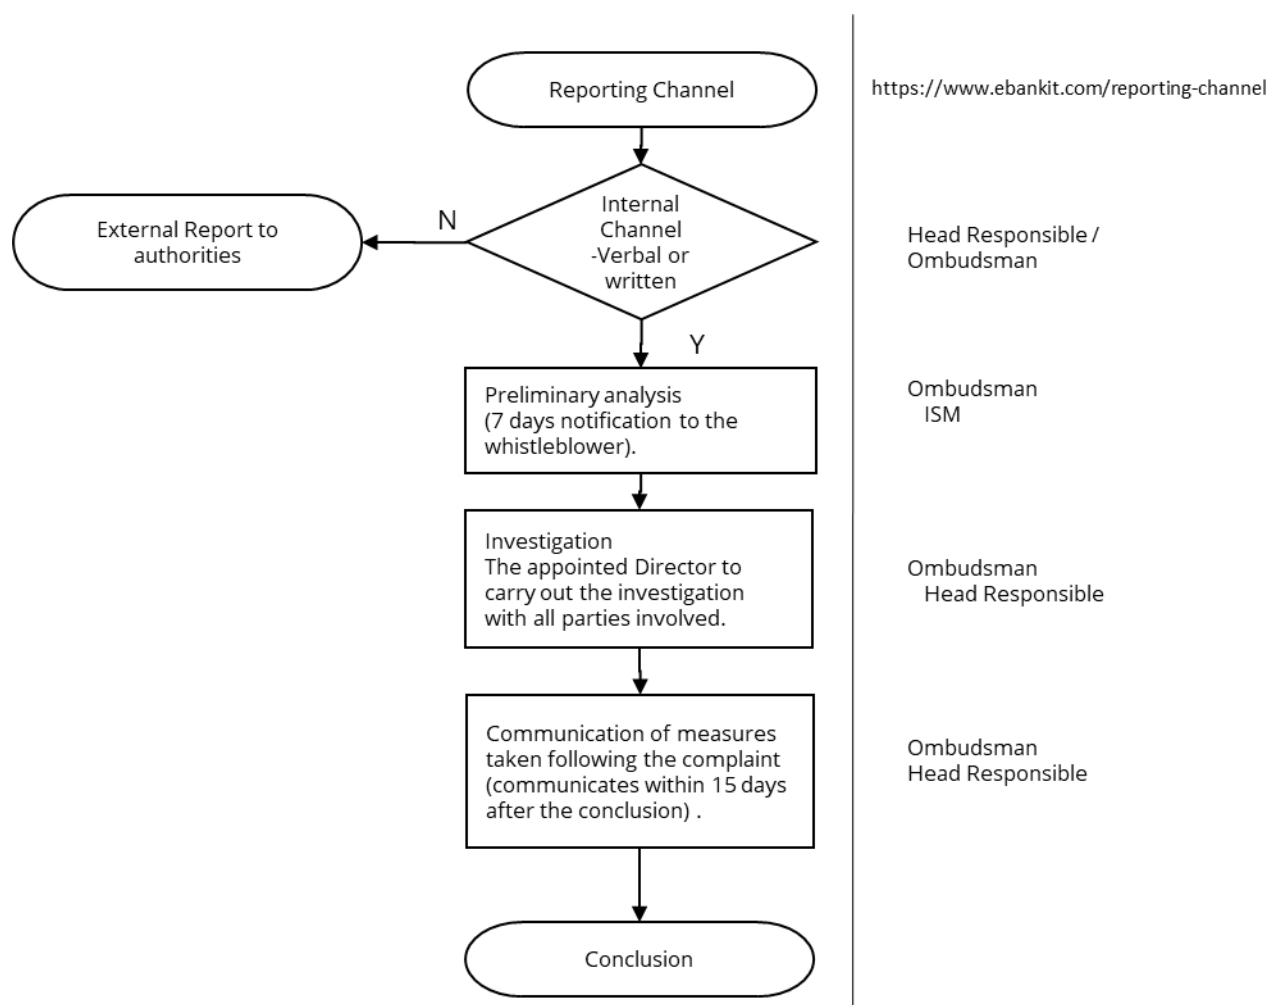 Reporting Channel
https://www.ebankit.com/reporting-channel
Internal
Channel
-Verbal or
written
N
External Report to
authorities
Head Responsible /
Ombudsman
Y
Preliminary analysis
(7 days notification to the
whistleblower).
Ombudsman
ISM
Investigation
The appointed Director to
carry out the investigation
with all parties involved.
Ombudsman
Head Responsible
Communication of measures
taken following the complaint
(communicates within 15 days
after the conclusion) .
Ombudsman
Head Responsible
Conclusion